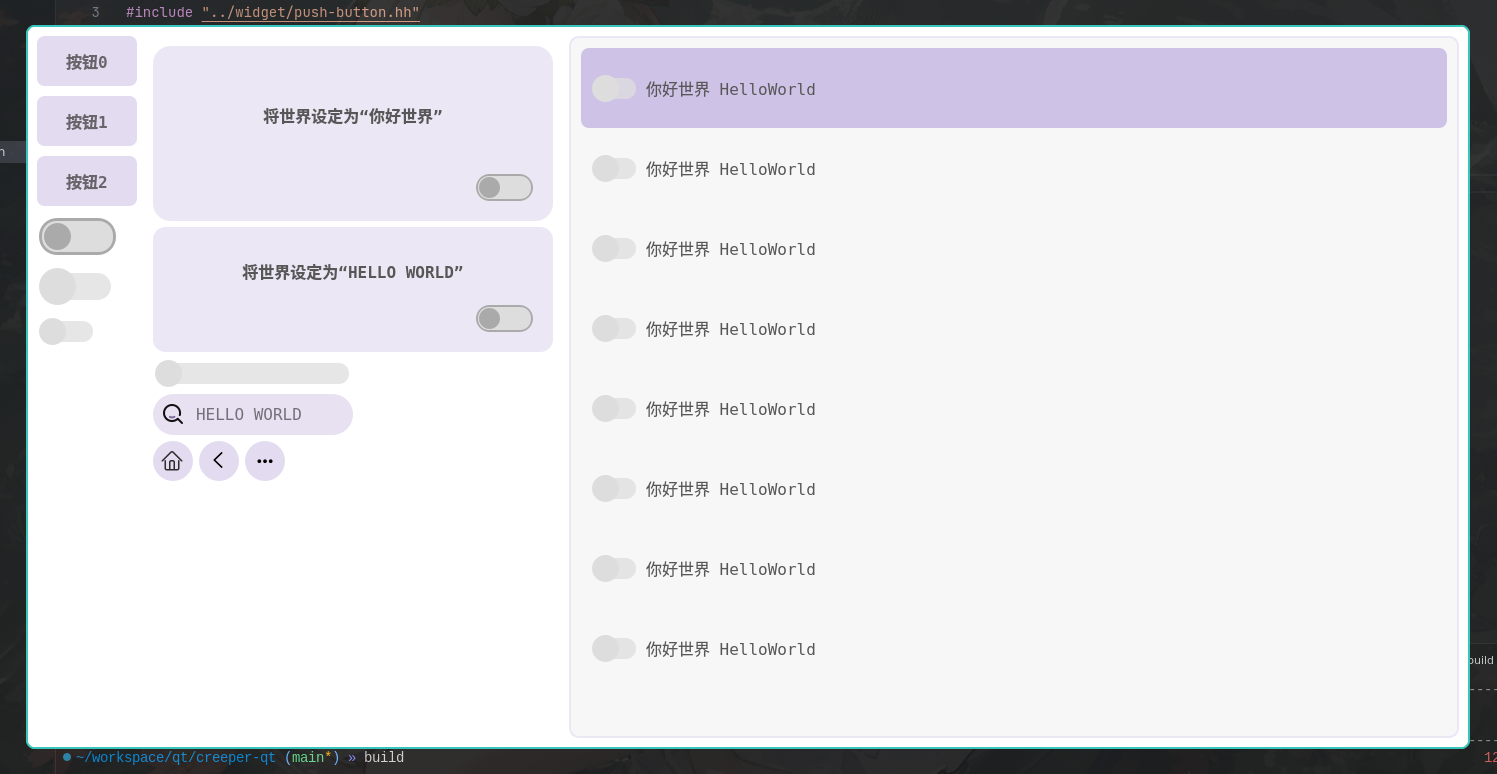 3 #include "../widget/push-button.hh"
按钮0
按钮1
按钮2
将世界设定为“你好世界”
将世界设定为“HELLO WORLD”
HELLO WORLD
你好世界 HelloWorld
你好世界 HelloWorld
你好世界 HelloWorld
你好世界 HelloWorld
你好世界 HelloWorld
你好世界 HelloWorld
你好世界 HelloWorld
你好世界 HelloWorld
build
~/workspace/qt/creeper-qt (main*) » build
12